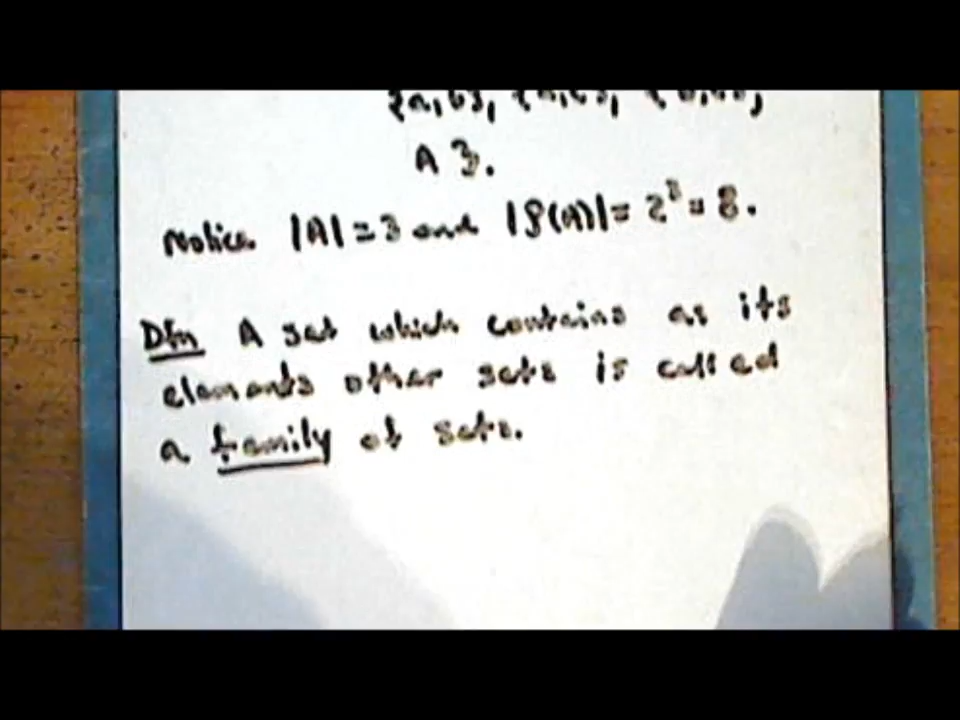 {a,b}, {a,c}, {b,c},
A }.
Notice |A| = 3 and |P(A)| = 2³ = 8.
Dfn A set which contains as its
elements other sets is called
a family of sets.